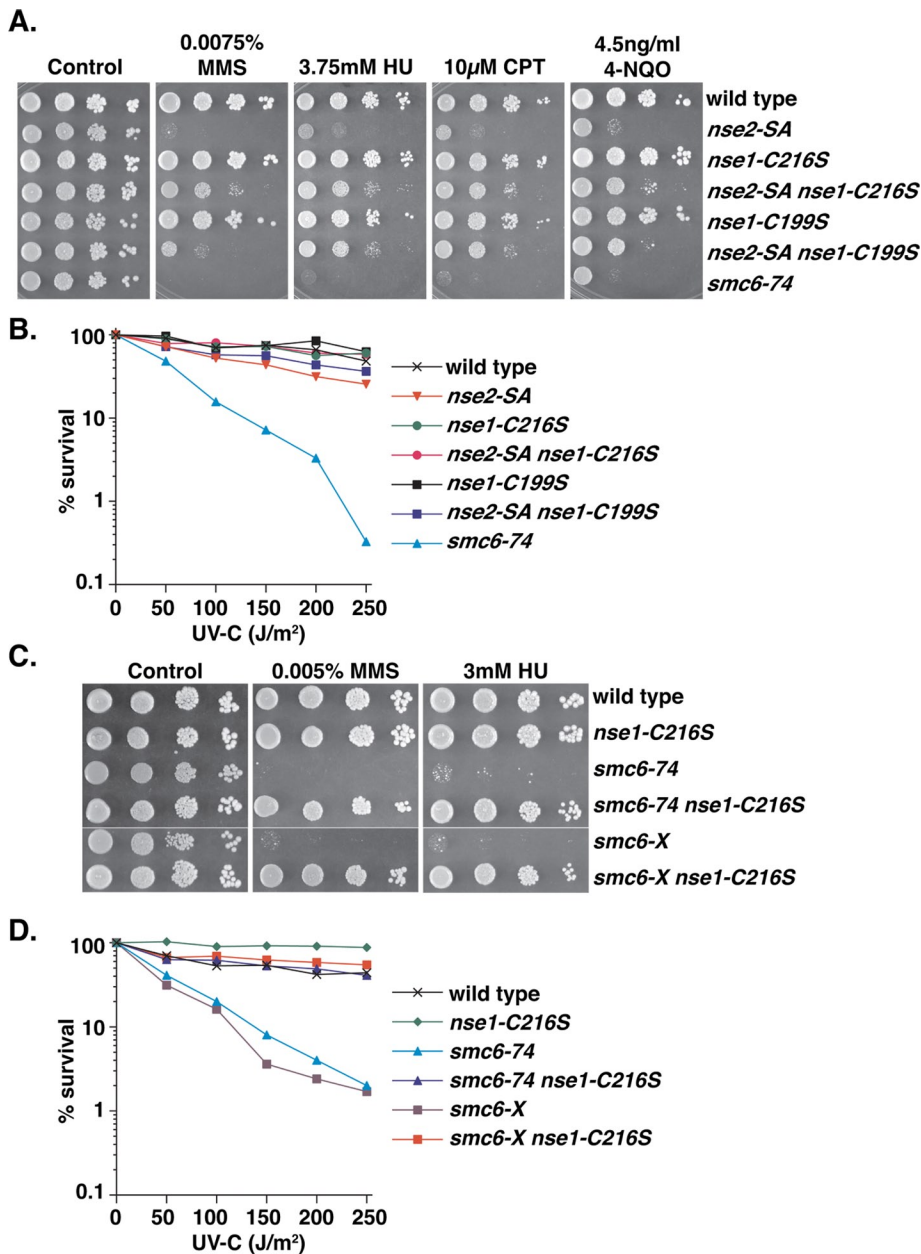 A.
Control
0.0075%
MMS
3.75mM HU
10µM CPT
4.5ng/ml
4-NQO
wild type
nse2-SA
nse1-C216S
nse2-SA nse1-C216S
nse1-C199S
nse2-SA nse1-C199S
smc6-74
B.
% survival
100
10
1
0.1
0 50 100 150 200 250
UV-C (J/m²)
wild type
nse2-SA
nse1-C216S
nse2-SA nse1-C216S
nse1-C199S
nse2-SA nse1-C199S
smc6-74
C.
Control
0.005% MMS
3mM HU
wild type
nse1-C216S
smc6-74
smc6-74 nse1-C216S
smc6-X
smc6-X nse1-C216S
D.
% survival
100
10
1
0.1
0 50 100 150 200 250
UV-C (J/m²)
wild type
nse1-C216S
smc6-74
smc6-74 nse1-C216S
smc6-X
smc6-X nse1-C216S